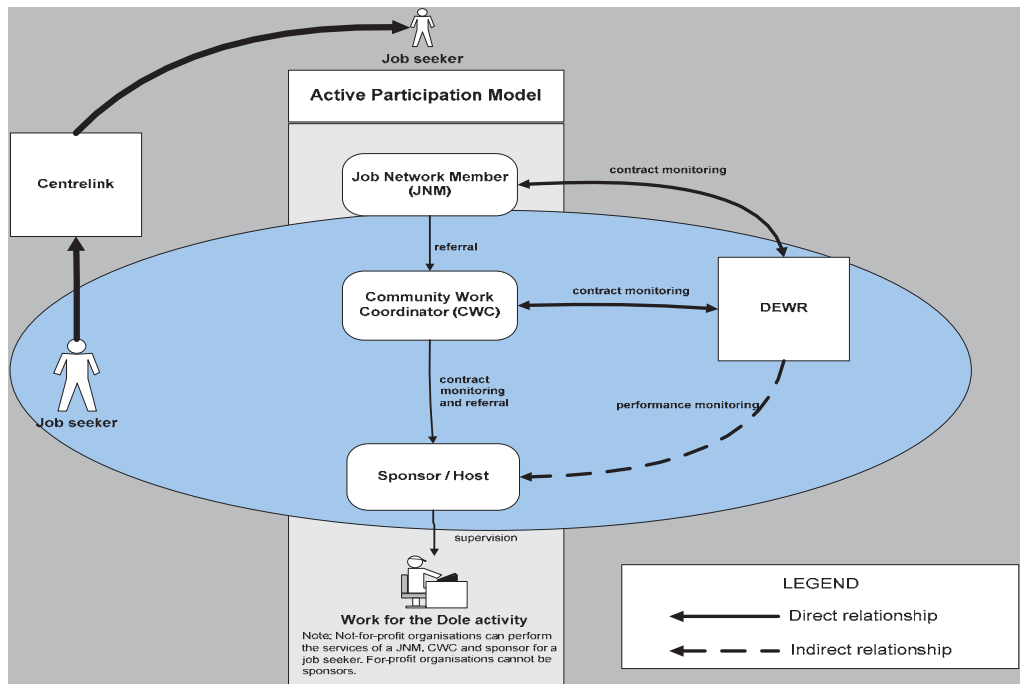 Job seeker
Active Participation Model
Centrelink
Job Network Member
(JNM)
contract monitoring
referral
Community Work
Coordinator (CWC)
contract monitoring
DEWR
contract
monitoring
and referral
performance monitoring
Job seeker
Sponsor / Host
supervision
Work for the Dole activity
Note: Not-for-profit organisations can perform
the services of a JNM, CWC and sponsor for a
job seeker. For-profit organisations cannot be
sponsors.
LEGEND
Direct relationship
Indirect relationship